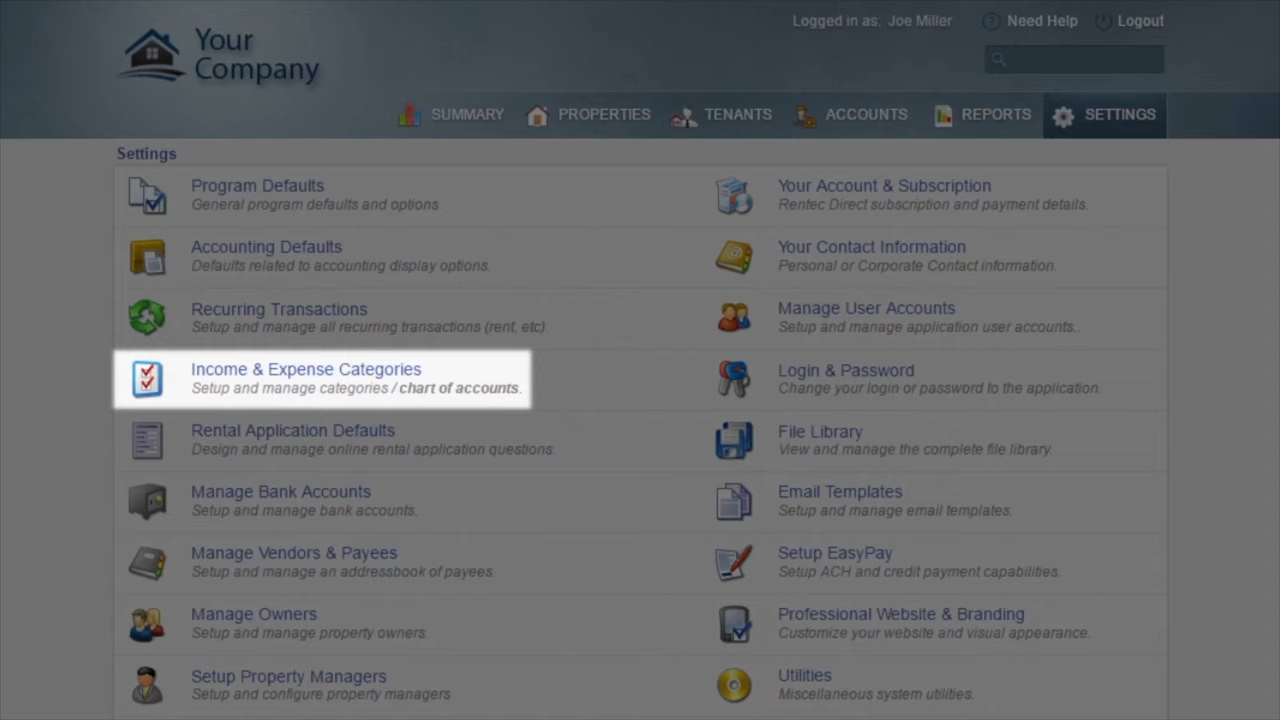 Logged in as: Joe Miller
Need Help
Logout
Your
Company
SUMMARY
PROPERTIES
TENANTS
ACCOUNTS
REPORTS
SETTINGS
Settings
Program Defaults
General program defaults and options.
Your Account & Subscription
Rentec Direct subscription and payment details.
Accounting Defaults
Defaults related to accounting display options.
Your Contact Information
Personal or Corporate Contact information.
Recurring Transactions
Setup and manage all recurring transactions (rent, etc).
Manage User Accounts
Setup and manage application user accounts..
Income & Expense Categories
Setup and manage categories / chart of accounts.
Login & Password
Change your login or password to the application.
Rental Application Defaults
Design and manage online rental application questions.
File Library
View and manage the complete file library.
Manage Bank Accounts
Setup and manage bank accounts.
Email Templates
Setup and manage email templates.
Manage Vendors & Payees
Setup and manage an addressbook of payees.
Setup EasyPay
Setup ACH and credit payment capabilities.
Manage Owners
Setup and manage property owners.
Professional Website & Branding
Customize your website and visual appearance.
Setup Property Managers
Setup and configure property managers
Utilities
Miscellaneous system utilities.